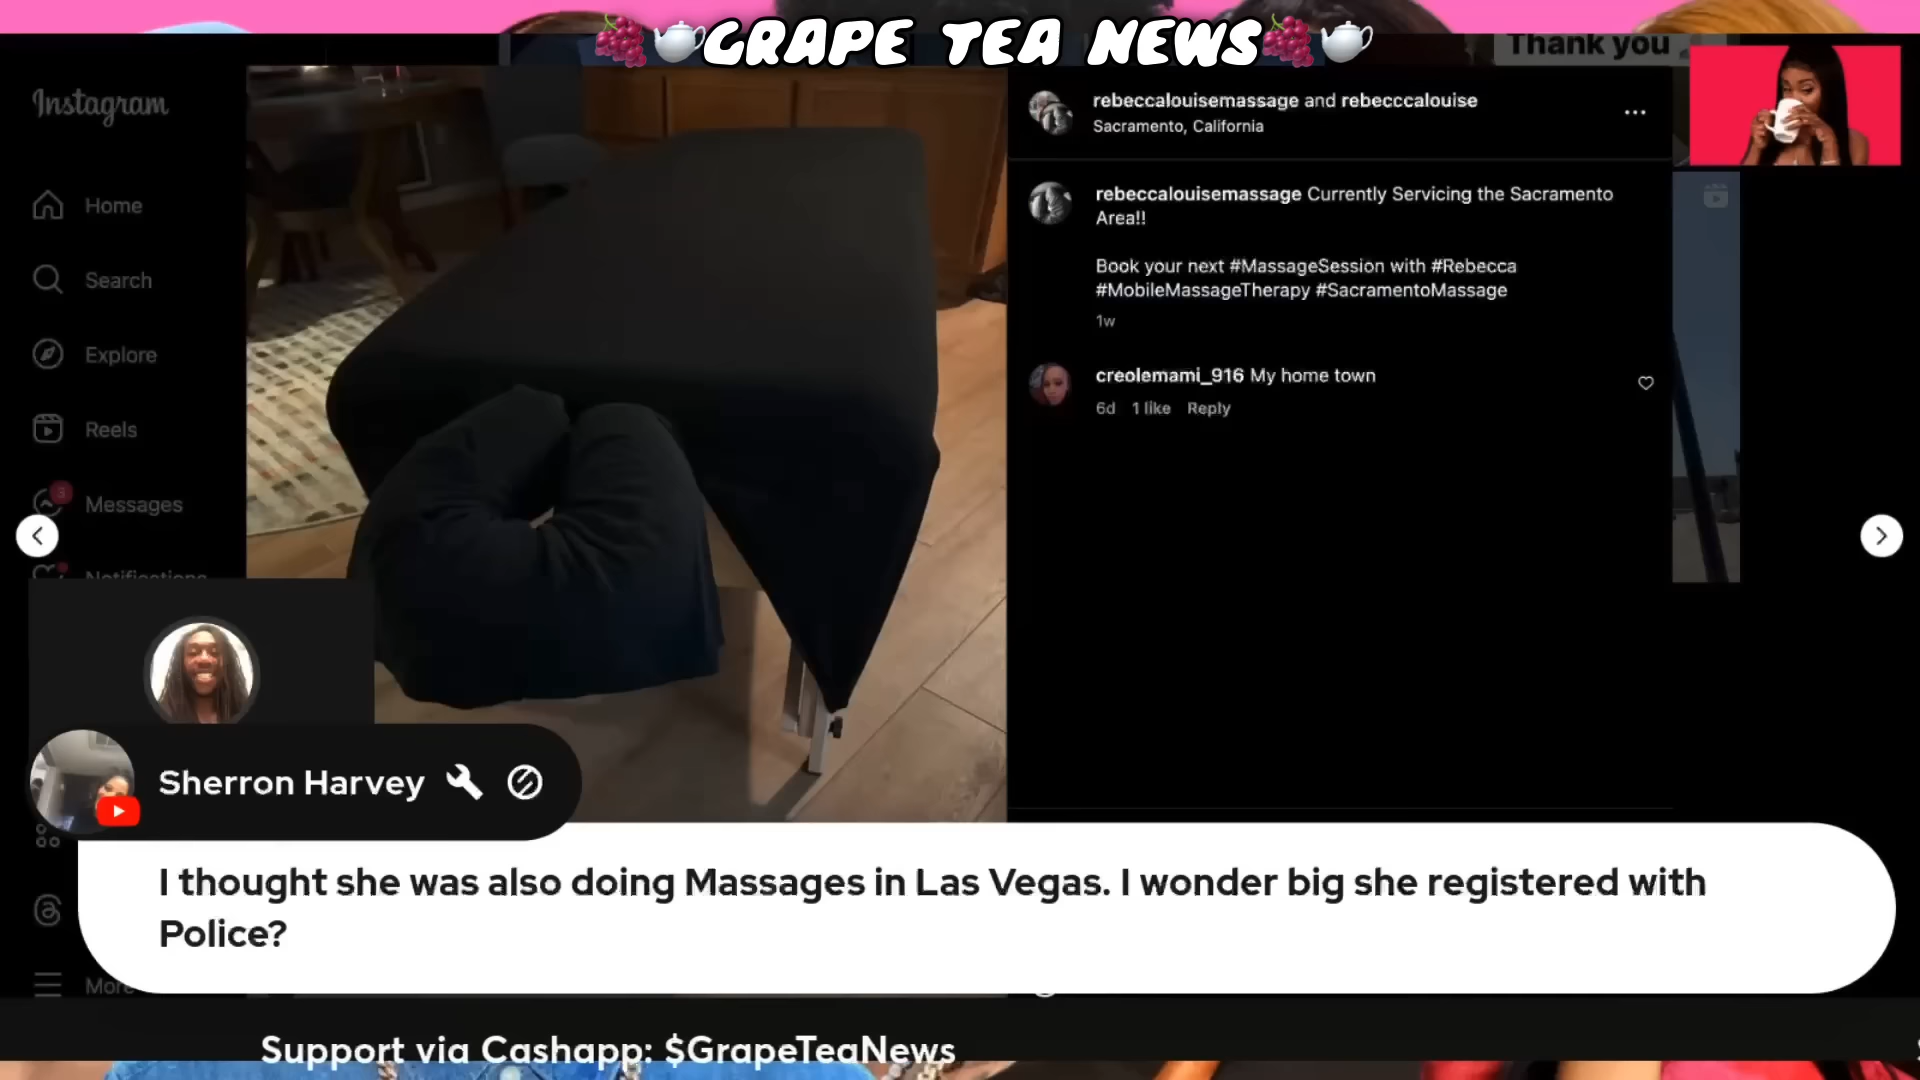 GRAPE TEA NEWS
Thank you
Instagram
rebeccalouisemassage and rebecccalouise
Sacramento, California
Home
Search
Explore
Reels
3
Messages
Notifications
More
rebeccalouisemassage Currently Servicing the Sacramento
Area!!
Book your next #MassageSession with #Rebecca
#MobileMassageTherapy #SacramentoMassage
1w
creolemami_916 My home town
6d 1 like Reply
Sherron Harvey
I thought she was also doing Massages in Las Vegas. I wonder big she registered with
Police?
Support via Cashapp: $GrapeTeaNews